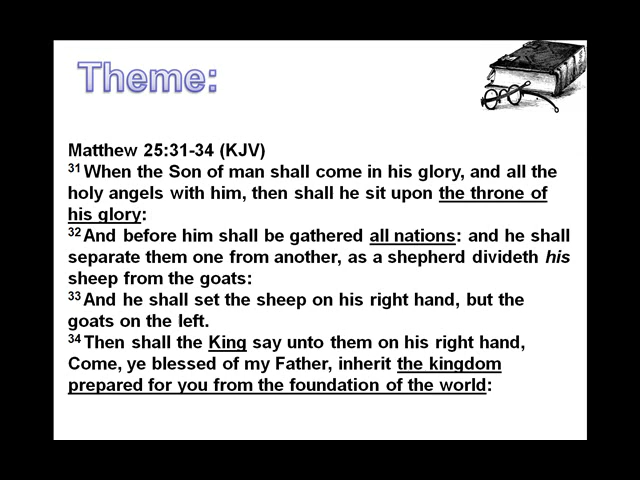 Theme:
Matthew 25:31-34 (KJV)
31 When the Son of man shall come in his glory, and all the
holy angels with him, then shall he sit upon the throne of
his glory:
32 And before him shall be gathered all nations: and he shall
separate them one from another, as a shepherd divideth his
sheep from the goats:
33 And he shall set the sheep on his right hand, but the
goats on the left.
34 Then shall the King say unto them on his right hand,
Come, ye blessed of my Father, inherit the kingdom
prepared for you from the foundation of the world: